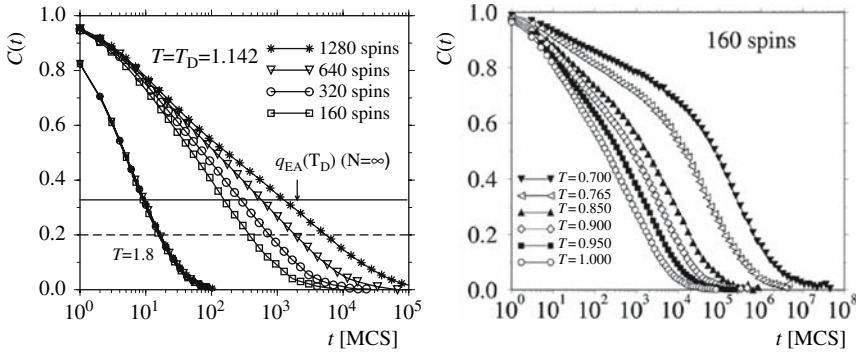 C(t)
1.0
0.8
0.6
0.4
0.2
0.0
T=T_D=1.142
1280 spins
640 spins
320 spins
160 spins
q_EA(T_D) (N=∞)
T=1.8
10^0
10^1
10^2
10^3
10^4
10^5
t [MCS]
C(t)
1.0
0.8
0.6
0.4
0.2
0.0
160 spins
T=0.700
T=0.765
T=0.850
T=0.900
T=0.950
T=1.000
10^0
10^1
10^2
10^3
10^4
10^5
10^6
10^7
10^8
t [MCS]